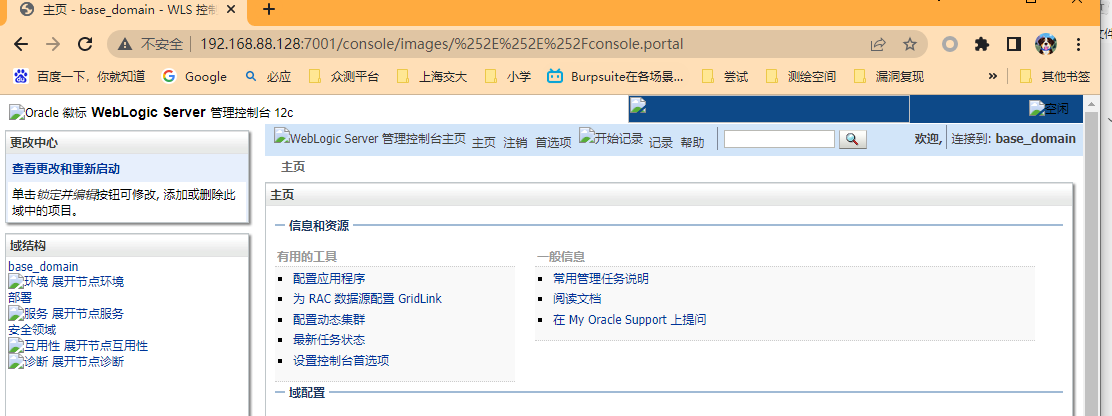 主页 - base_domain - WLS 控制
不安全 192.168.88.128:7001/console/images/%252E%252E%252Fconsole.portal
百度一下，你就知道 Google 必应 众测平台 上海交大 小学 Burpsuite在各场景... 尝试 测绘空间 漏洞复现 » 其他书签
Oracle 徽标 WebLogic Server 管理控制台 12c
空闲
更改中心
查看更改和重新启动
单击锁定并编辑按钮可修改, 添加或删除此
域中的项目。
域结构
base_domain
环境 展开节点环境
部署
服务 展开节点服务
安全领域
互用性 展开节点互用性
诊断 展开节点诊断
WebLogic Server 管理控制台主页 主页 注销 首选项 开始记录 记录 帮助
欢迎, 连接到: base_domain
主页
主页
信息和资源
有用的工具
配置应用程序
为 RAC 数据源配置 GridLink
配置动态集群
最新任务状态
设置控制台首选项
一般信息
常用管理任务说明
阅读文档
在 My Oracle Support 上提问
域配置